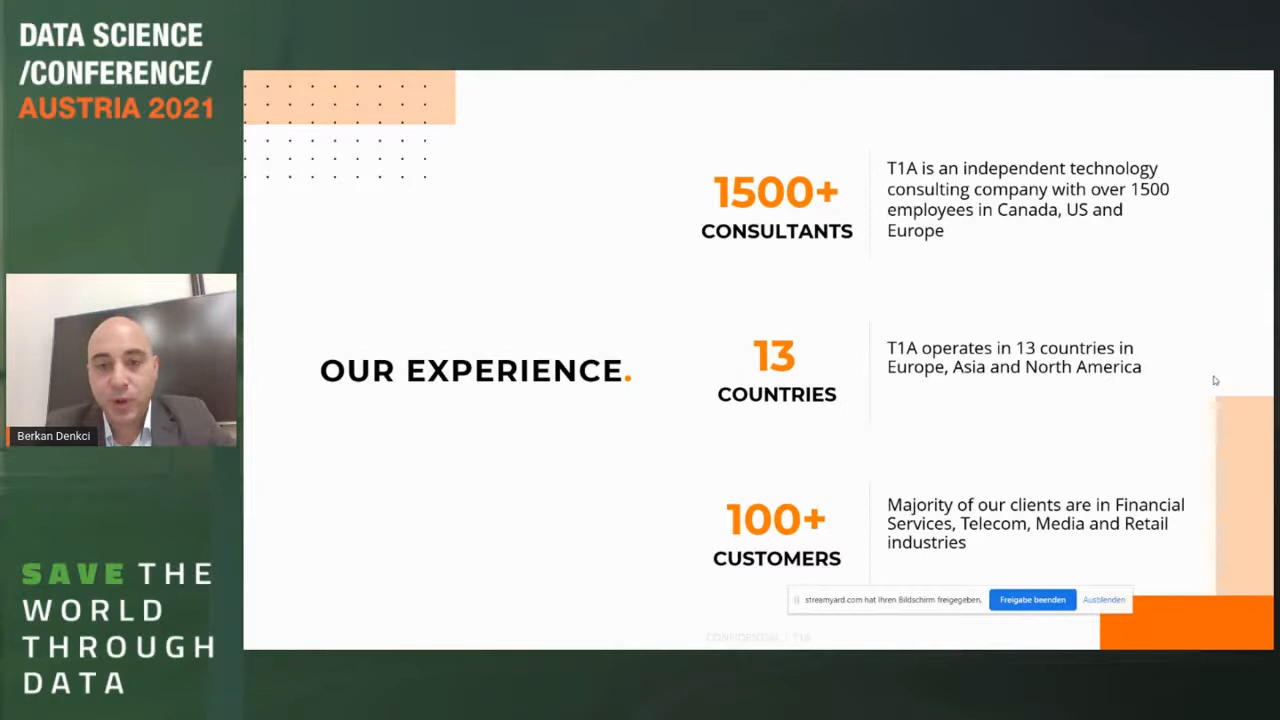 DATA SCIENCE
/CONFERENCE/
AUSTRIA 2021
1500+
CONSULTANTS
T1A is an independent technology
consulting company with over 1500
employees in Canada, US and
Europe
OUR EXPERIENCE.
13
COUNTRIES
T1A operates in 13 countries in
Europe, Asia and North America
100+
CUSTOMERS
Majority of our clients are in Financial
Services, Telecom, Media and Retail
industries
streamyard.com hat Ihren Bildschirm freigegeben.
Freigabe beenden
Ausblenden
CONFIDENTIAL | T1A
Berkan Denkci
SAVE THE
WORLD
THROUGH
DATA